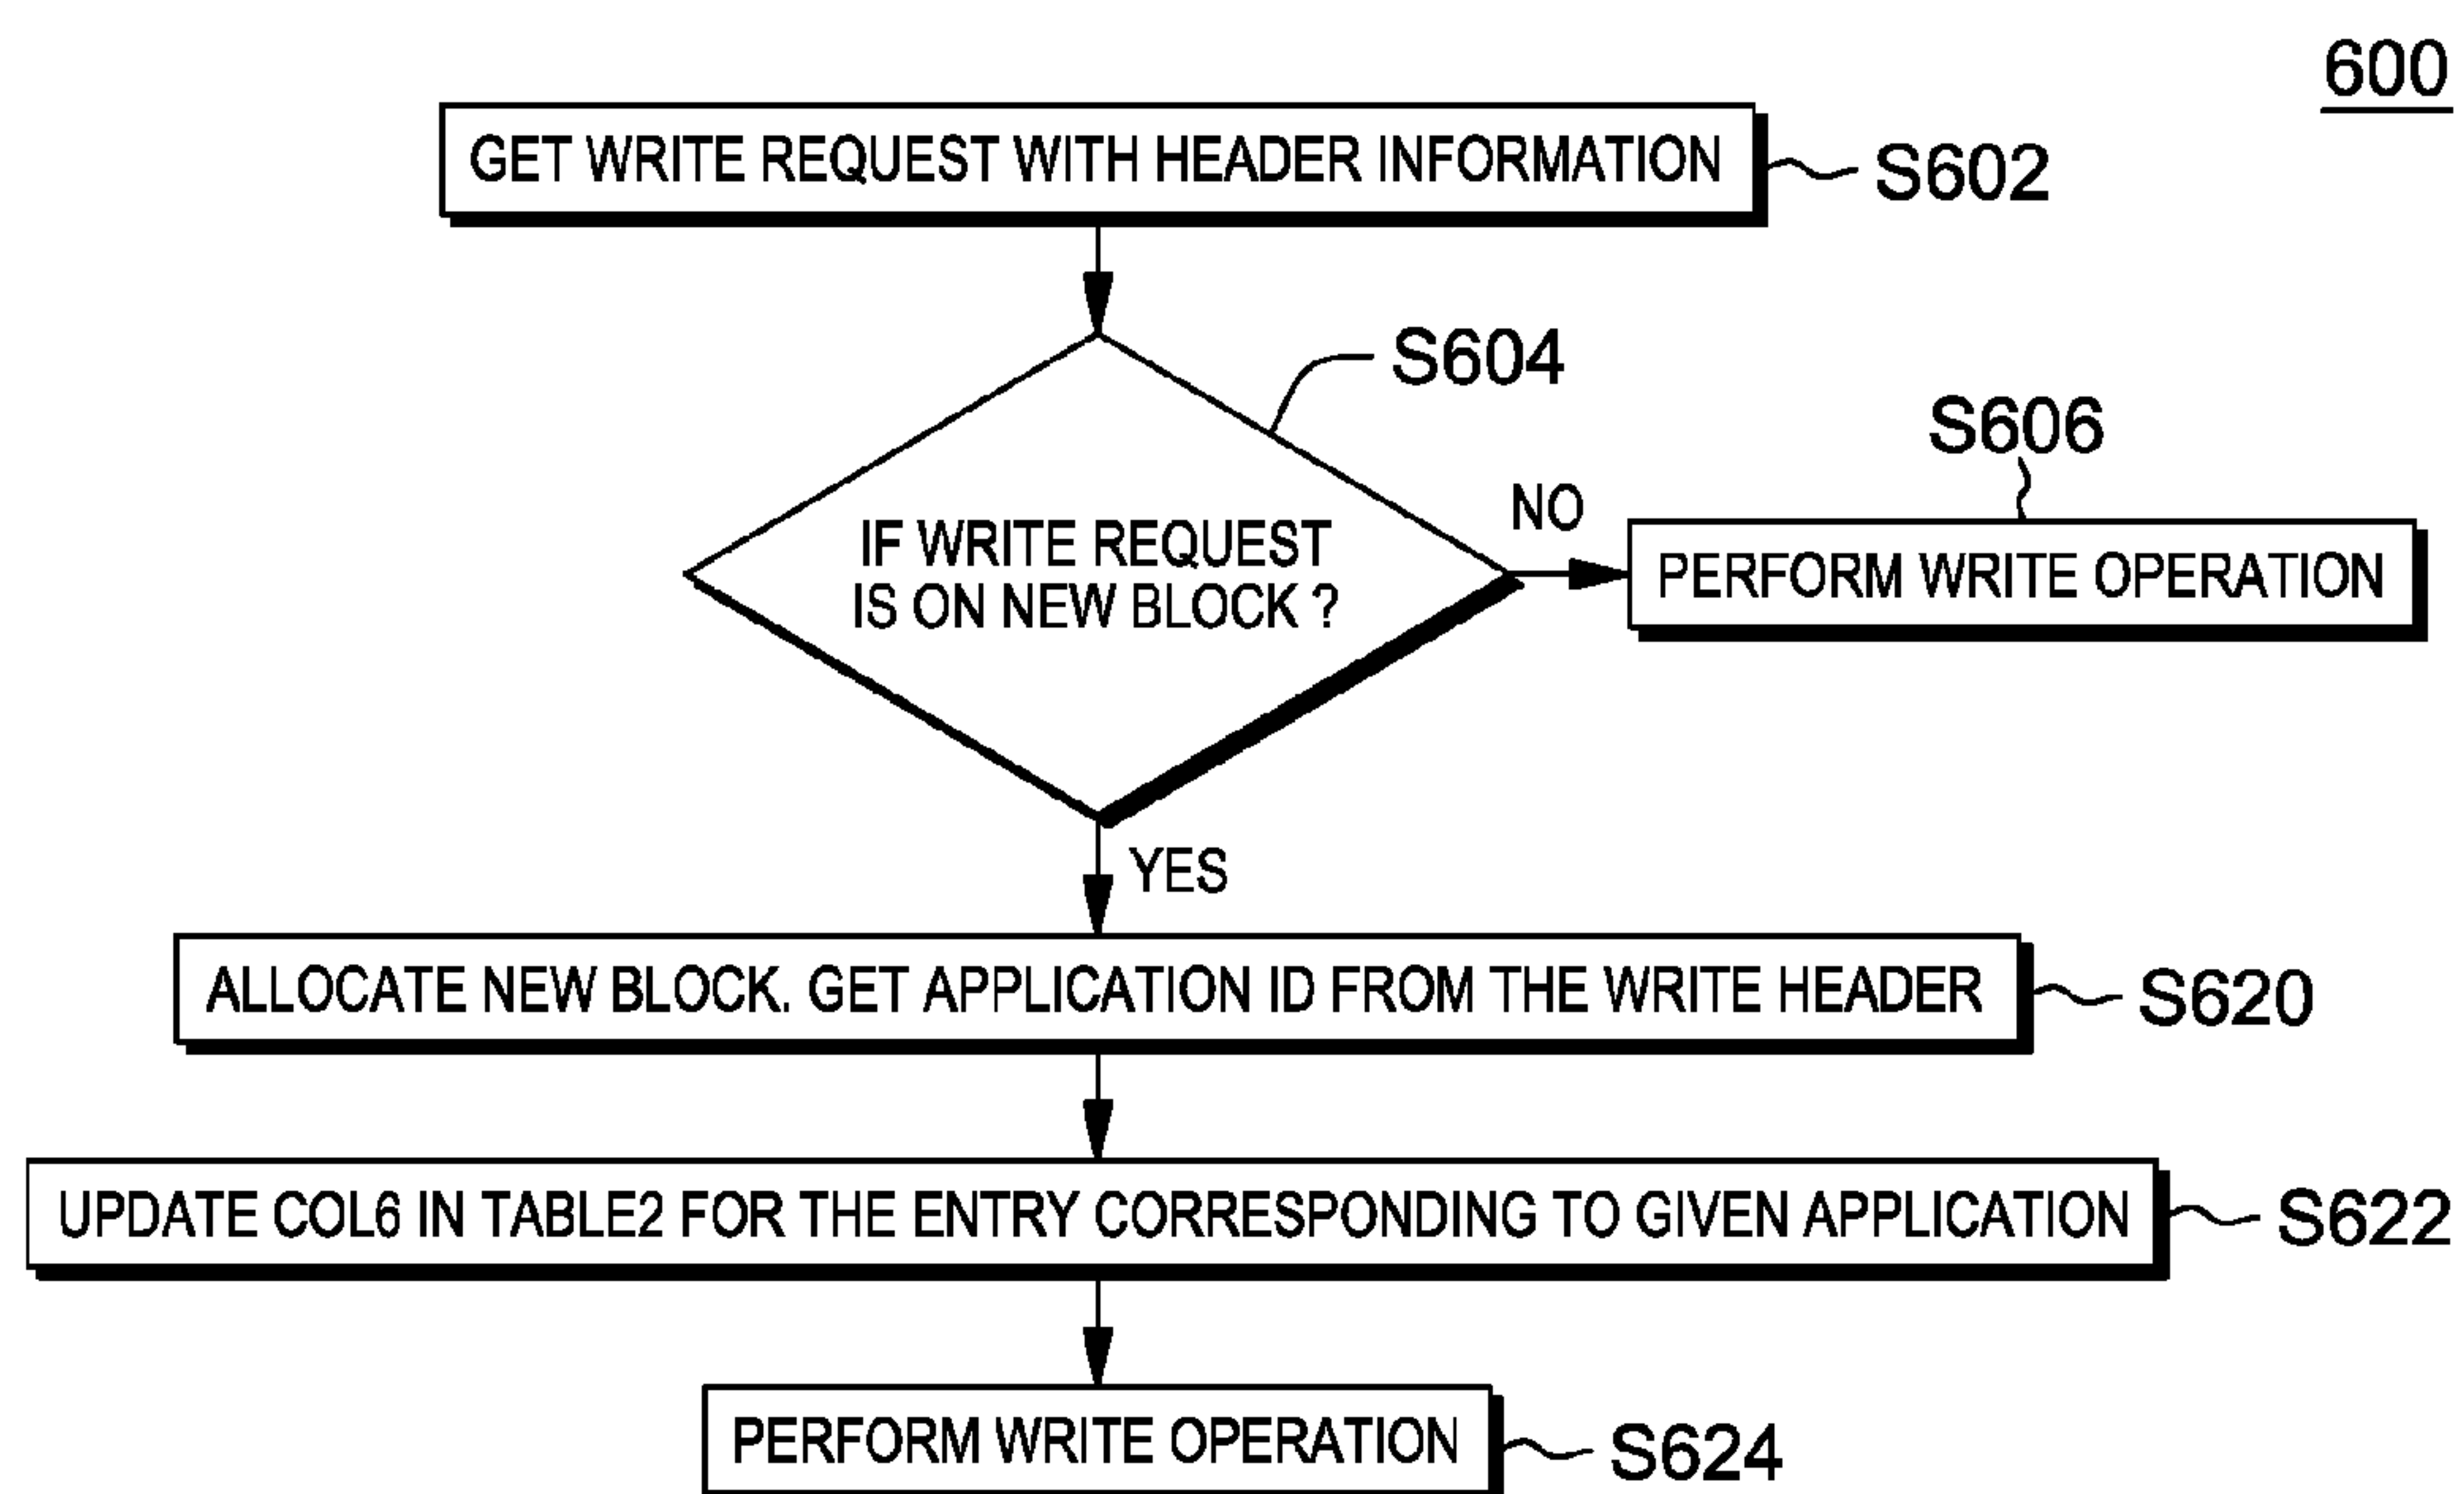 600
GET WRITE REQUEST WITH HEADER INFORMATION
S602
S604
IF WRITE REQUEST
IS ON NEW BLOCK ?
NO
S606
PERFORM WRITE OPERATION
YES
ALLOCATE NEW BLOCK. GET APPLICATION ID FROM THE WRITE HEADER
S620
UPDATE COL6 IN TABLE2 FOR THE ENTRY CORRESPONDING TO GIVEN APPLICATION
S622
PERFORM WRITE OPERATION
S624